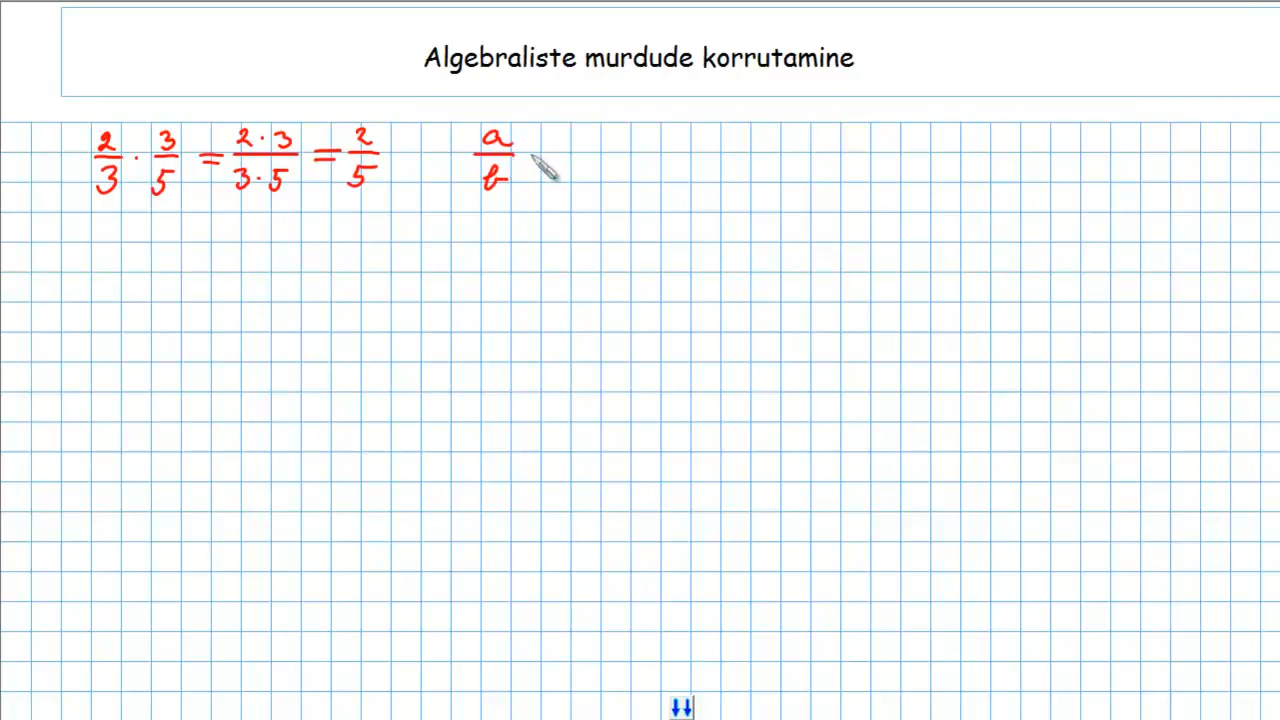 Algebraliste murdude korrutamine
2/3 · 3/5 = 2 · 3/3 · 5 = 2/5 a/b